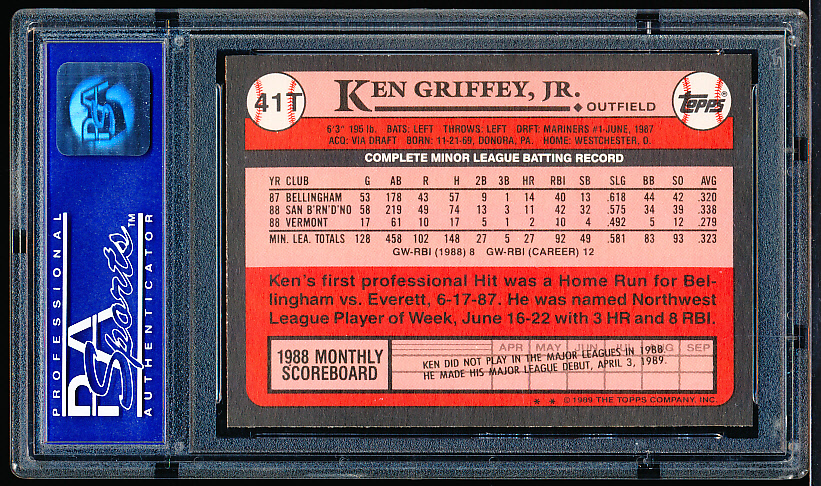 PSA
PROFESSIONAL
PSA
Sports™
AUTHENTICATOR
41T
KEN GRIFFEY, JR.
◆ OUTFIELD
TOPPS®
6'3" 195 lb. BATS: LEFT THROWS: LEFT DRFT: MARINERS #1-JUNE, 1987
ACQ: VIA DRAFT BORN: 11-21-69, DONORA, PA. HOME: WESTCHESTER, O.
COMPLETE MINOR LEAGUE BATTING RECORD
YR CLUB G AB R H 2B 3B HR RBI SB SLG BB SO AVG
87 BELLINGHAM 53 178 43 57 9 1 14 40 13 .618 44 42 .320
88 SAN B'RN'D'NO 58 219 49 74 13 3 11 42 32 .575 34 39 .338
88 VERMONT 17 61 10 17 5 1 2 10 4 .492 5 12 .279
MIN. LEA. TOTALS 128 458 102 148 27 5 27 92 49 .581 83 93 .323
GW-RBI (1988) 8 GW-RBI (CAREER) 12
Ken's first professional Hit was a Home Run for Bel-
lingham vs. Everett, 6-17-87. He was named Northwest
League Player of Week, June 16-22 with 3 HR and 8 RBI.
1988 MONTHLY
SCOREBOARD
APR MAY JUN JUL AUG SEP
KEN DID NOT PLAY IN THE MAJOR LEAGUES IN 1988.
HE MADE HIS MAJOR LEAGUE DEBUT, APRIL 3, 1989.
* * © 1989 THE TOPPS COMPANY, INC.